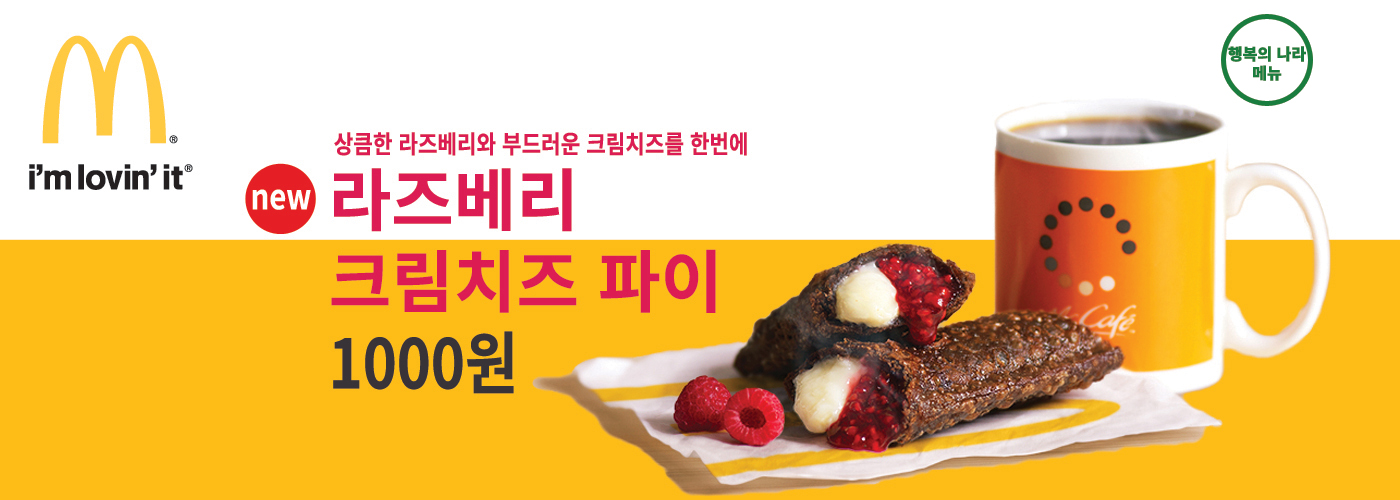 i'm lovin' it®
상큼한 라즈베리와 부드러운 크림치즈를 한번에
new
라즈베리
크림치즈 파이
1000원
행복의 나라
메뉴
Café